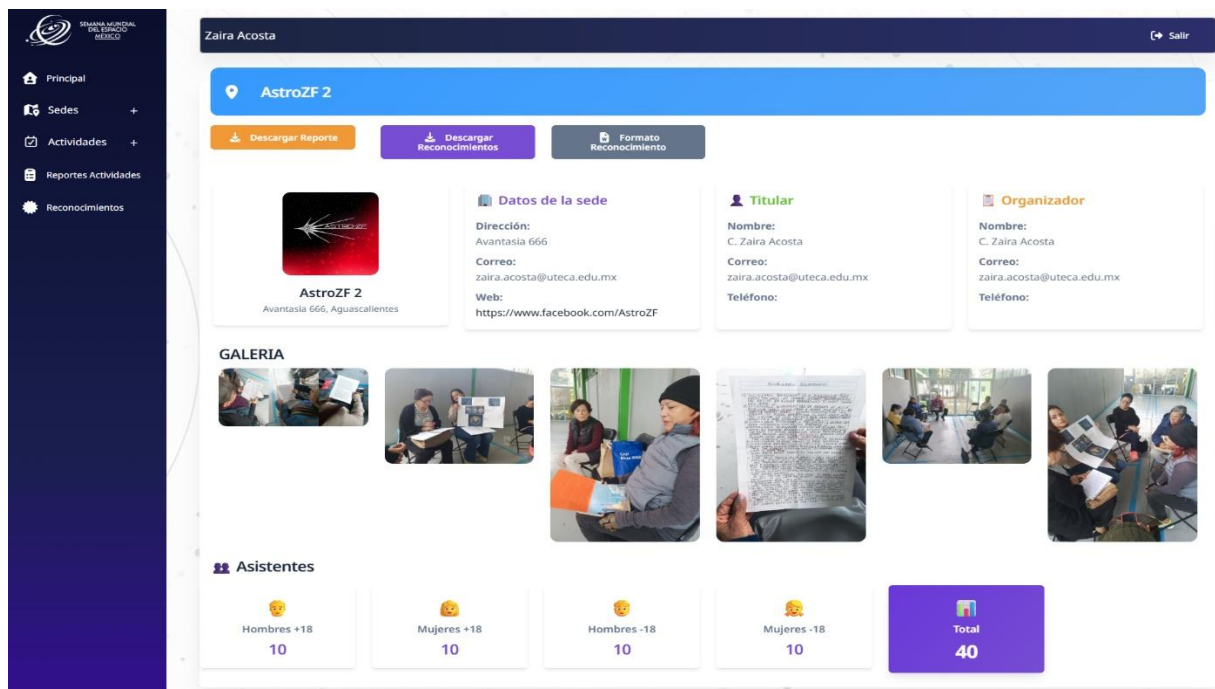 SEMANA MUNDIAL
DEL ESPACIO
MÉXICO
Zaira Acosta
Salir
Principal
Sedes +
Actividades +
Reportes Actividades
Reconocimientos
AstroZF 2
Descargar Reporte
Descargar
Reconocimientos
Formato
Reconocimiento
ASTROZF
AstroZF 2
Avantasia 666, Aguascalientes
Datos de la sede
Dirección:
Avantasia 666
Correo:
zaira.acosta@uteca.edu.mx
Web:
https://www.facebook.com/AstroZF
Titular
Nombre:
C. Zaira Acosta
Correo:
zaira.acosta@uteca.edu.mx
Teléfono:
Organizador
Nombre:
C. Zaira Acosta
Correo:
zaira.acosta@uteca.edu.mx
Teléfono:
GALERIA
Asistentes
Hombres +18
10
Mujeres +18
10
Hombres -18
10
Mujeres -18
10
Total
40